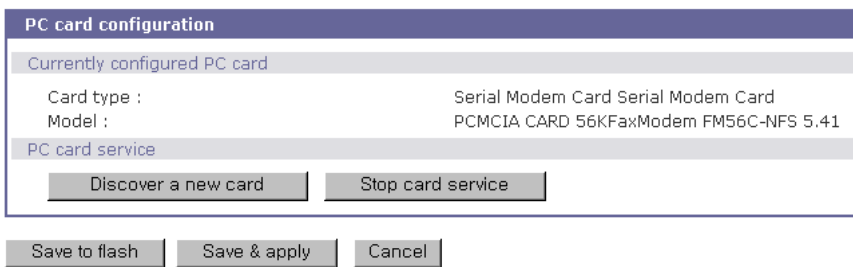 PC card configuration
Currently configured PC card
Card type : Serial Modem Card Serial Modem Card
Model : PCMCIA CARD 56KFaxModem FM56C-NFS 5.41
PC card service
Discover a new card Stop card service
Save to flash Save & apply Cancel